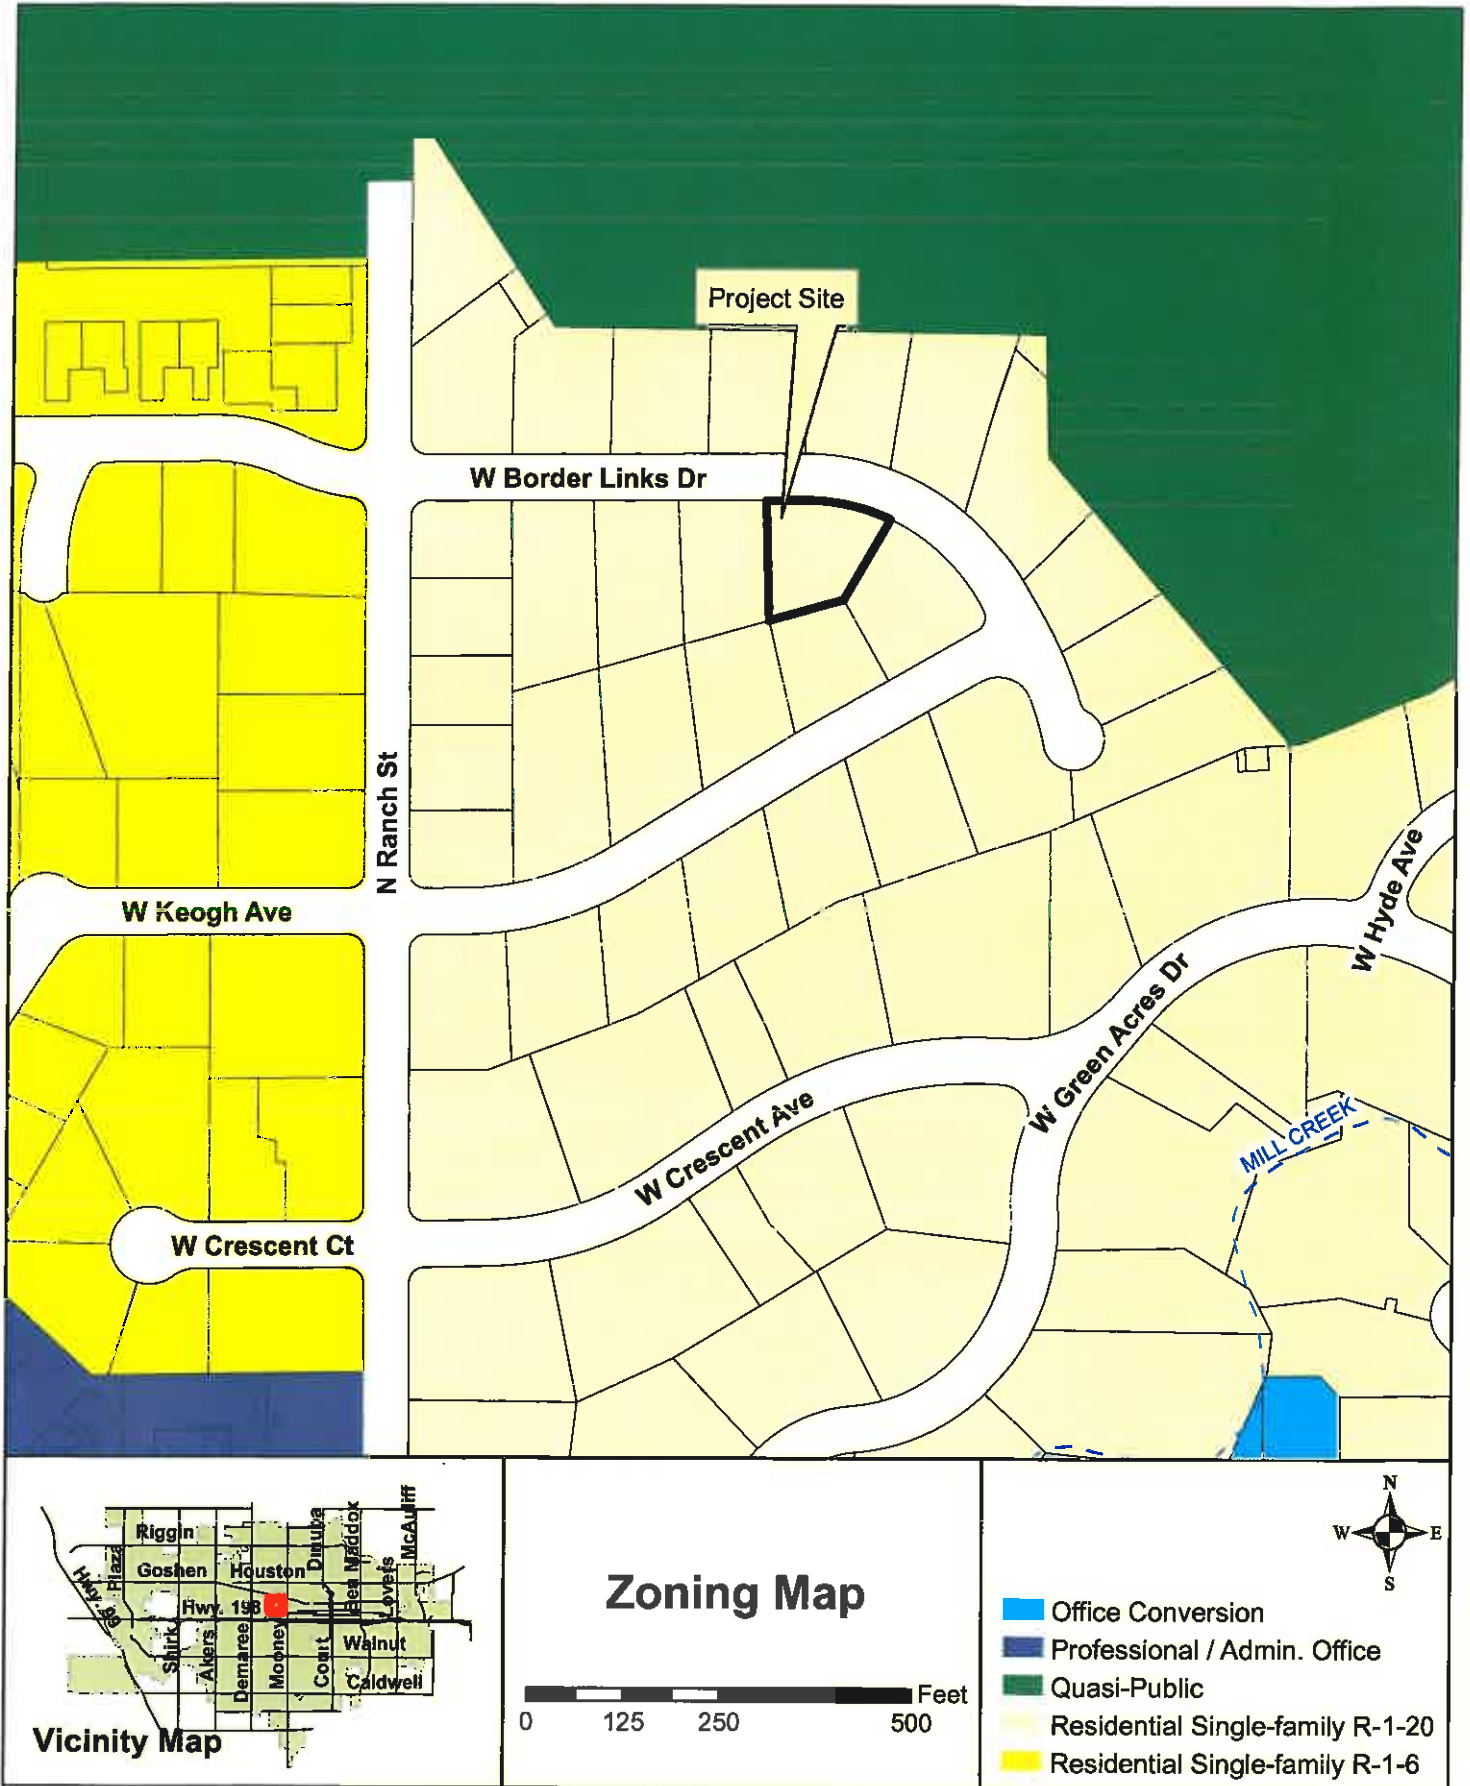 Project Site
W Border Links Dr
N Ranch St
W Keogh Ave
W Hyde Ave
W Green Acres Dr
W Crescent Ave
MILL CREEK
W Crescent Ct
Riggin
Plaza
Goshen
Houston
Dinuba
Ben Maddox
McAuliff
Lovers
Hwy. 99
Hwy. 198
Shirk
Akers
Demaree
Mooney
Court
Walnut
Caldwell
Vicinity Map
Zoning Map
Feet
0 125 250 500
N
W E
S
Office Conversion
Professional / Admin. Office
Quasi-Public
Residential Single-family R-1-20
Residential Single-family R-1-6